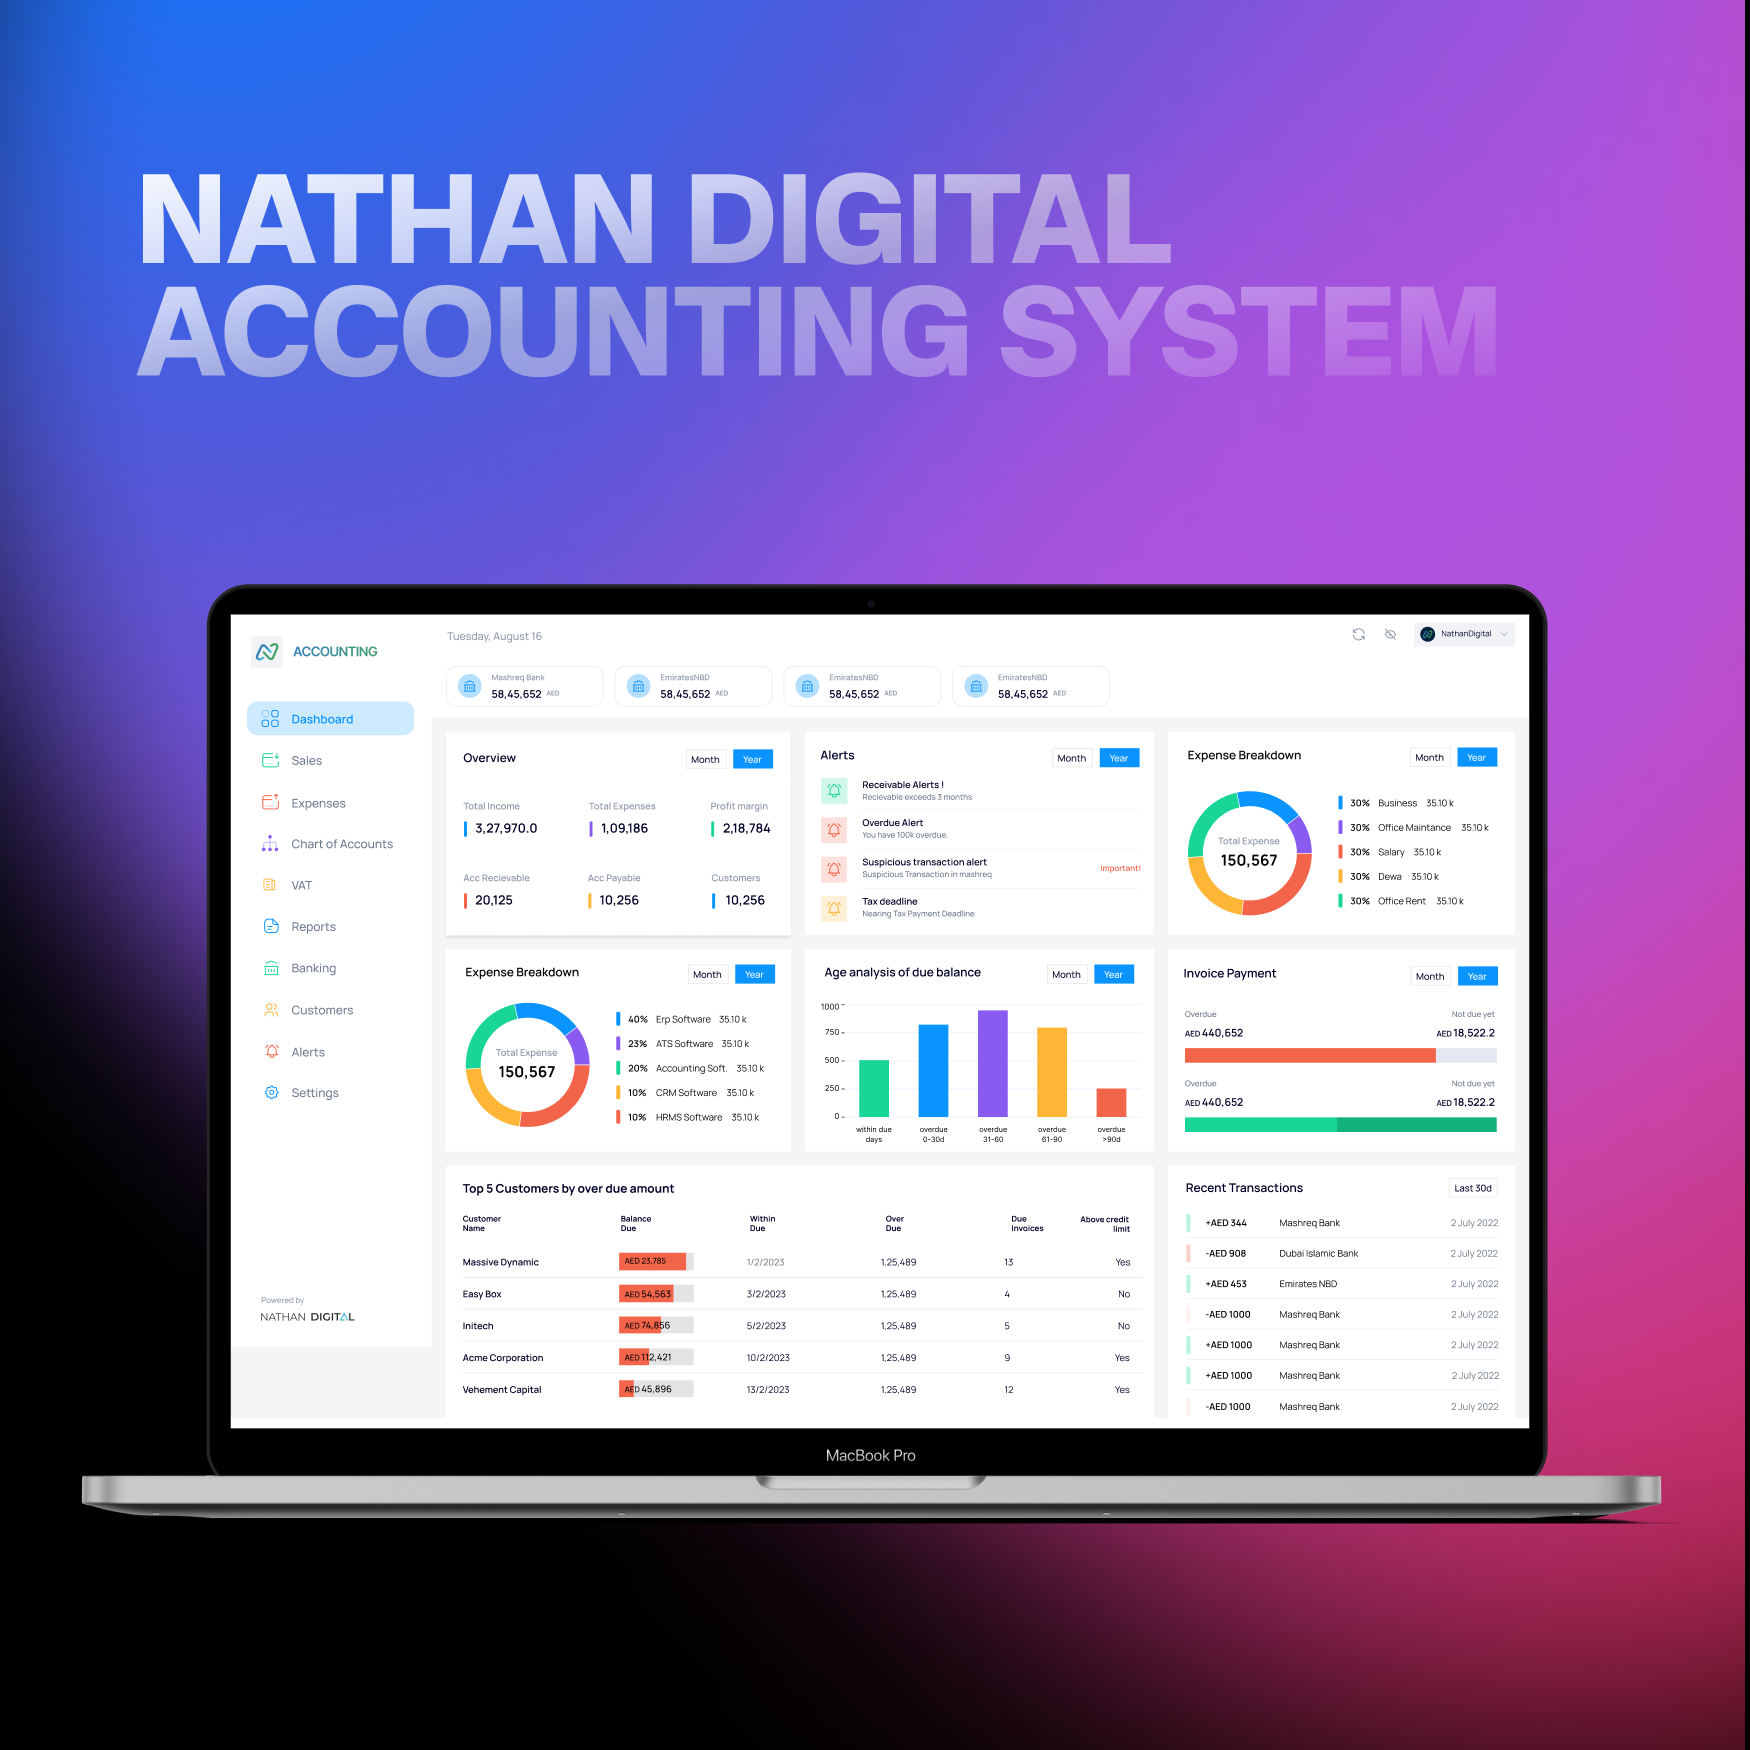 NATHAN DIGITAL
ACCOUNTING SYSTEM
ACCOUNTING
Tuesday, August 16
NathanDigital
Mashreq Bank
58,45,652 AED
EmiratesNBD
58,45,652 AED
EmiratesNBD
58,45,652 AED
EmiratesNBD
58,45,652 AED
Dashboard
Sales
Expenses
Chart of Accounts
VAT
Reports
Banking
Customers
Alerts
Settings
Powered by
NATHAN DIGITAL
Overview
Month Year
Total Income
3,27,970.0
Total Expenses
1,09,186
Profit margin
2,18,784
Acc Recievable
20,125
Acc Payable
10,256
Customers
10,256
Alerts
Month Year
Receivable Alerts !
Recievable exceeds 3 months
Overdue Alert
You have 100k overdue.
Suspicious transaction alert
Suspicious Transaction in mashreq
Important!
Tax deadline
Nearing Tax Payment Deadline
Expense Breakdown
Month Year
Total Expense
150,567
30% Business 35.10 k
30% Office Maintance 35.10 k
30% Salary 35.10 k
30% Dewa 35.10 k
30% Office Rent 35.10 k
Expense Breakdown
Month Year
Total Expense
150,567
40% Erp Software 35.10 k
23% ATS Software 35.10 k
20% Accounting Soft. 35.10 k
10% CRM Software 35.10 k
10% HRMS Software 35.10 k
Age analysis of due balance
Month Year
1000
750
500
250
0
within due days
overdue 0-30d
overdue 31-60
overdue 61-90
overdue >90d
Invoice Payment
Month Year
Overdue Not due yet
AED 440,652 AED 18,522.2
Overdue Not due yet
AED 440,652 AED 18,522.2
Top 5 Customers by over due amount
Customer Name Balance Due Within Due Over Due Due Invoices Above credit limit
Massive Dynamic AED 23,785 1/2/2023 1,25,489 13 Yes
Easy Box AED 54,563 3/2/2023 1,25,489 4 No
Initech AED 74,856 5/2/2023 1,25,489 5 No
Acme Corporation AED 112,421 10/2/2023 1,25,489 9 Yes
Vehement Capital AED 45,896 13/2/2023 1,25,489 12 Yes
Recent Transactions
Last 30d
+AED 344 Mashreq Bank 2 July 2022
-AED 908 Dubai Islamic Bank 2 July 2022
+AED 453 Emirates NBD 2 July 2022
-AED 1000 Mashreq Bank 2 July 2022
+AED 1000 Mashreq Bank 2 July 2022
+AED 1000 Mashreq Bank 2 July 2022
-AED 1000 Mashreq Bank 2 July 2022
MacBook Pro